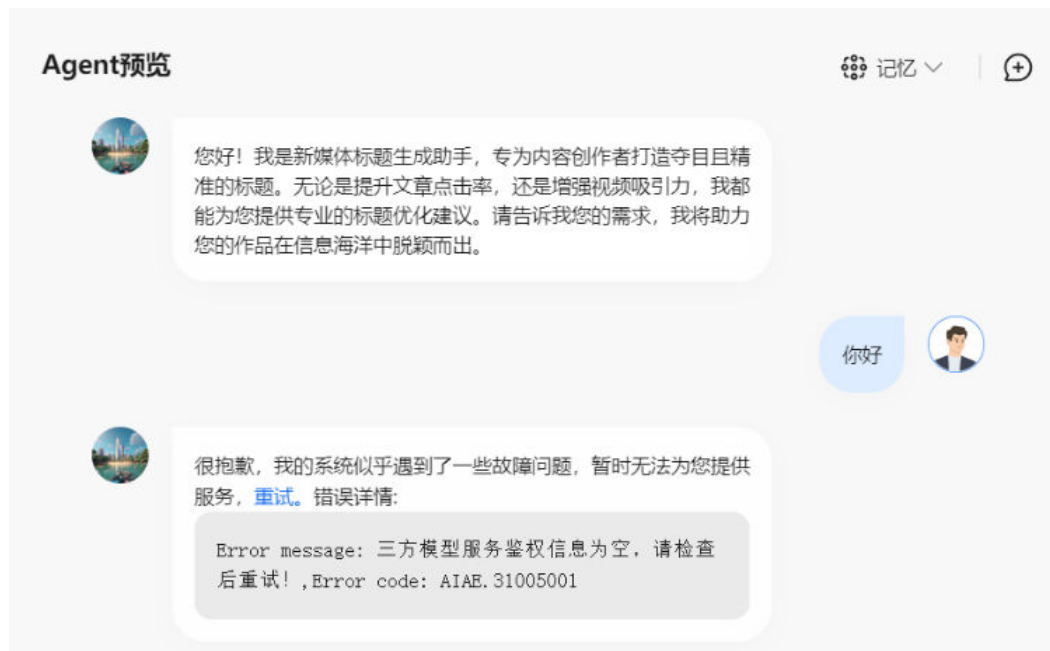 Agent预览
记忆
您好！我是新媒体标题生成助手，专为内容创作者打造夺目且精
准的标题。无论是提升文章点击率，还是增强视频吸引力，我都
能为您提供专业的标题优化建议。请告诉我您的需求，我将助力
您的作品在信息海洋中脱颖而出。
你好
很抱歉，我的系统似乎遇到了一些故障问题，暂时无法为您提供
服务，重试。错误详情:
Error message: 三方模型服务鉴权信息为空，请检查
后重试！,Error code: AIAE.31005001